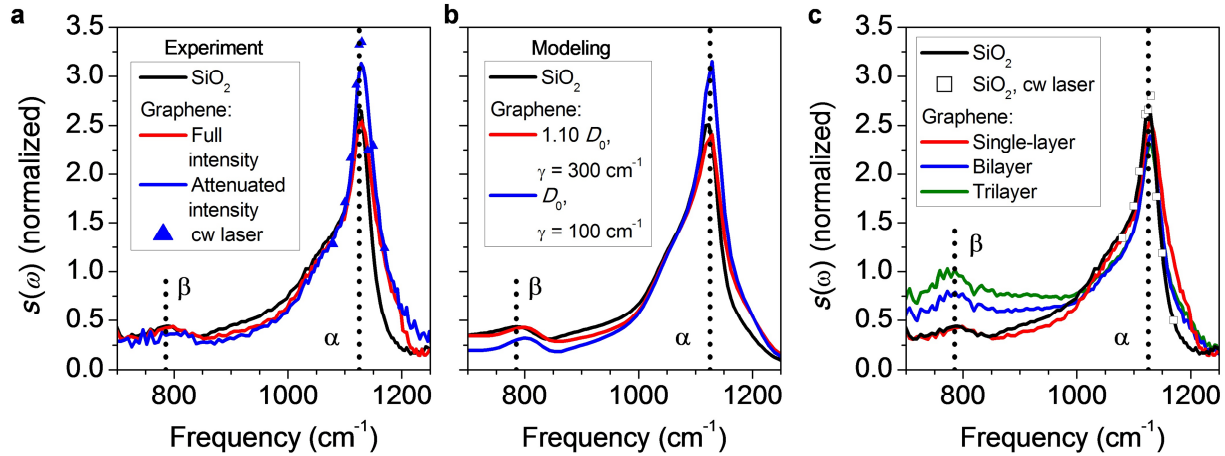 a
s(ω) (normalized)
3.5
3.0
2.5
2.0
1.5
1.0
0.5
0.0
Experiment
SiO₂
Graphene:
Full
intensity
Attenuated
intensity
cw laser
β
α
800
1000
1200
Frequency (cm⁻¹)
b
Modeling
SiO₂
Graphene:
1.10 D₀,
γ = 300 cm⁻¹
D₀,
γ = 100 cm⁻¹
β
α
800
1000
1200
Frequency (cm⁻¹)
c
s(ω) (normalized)
3.5
3.0
2.5
2.0
1.5
1.0
0.5
0.0
SiO₂
SiO₂, cw laser
Graphene:
Single-layer
Bilayer
Trilayer
β
α
800
1000
1200
Frequency (cm⁻¹)